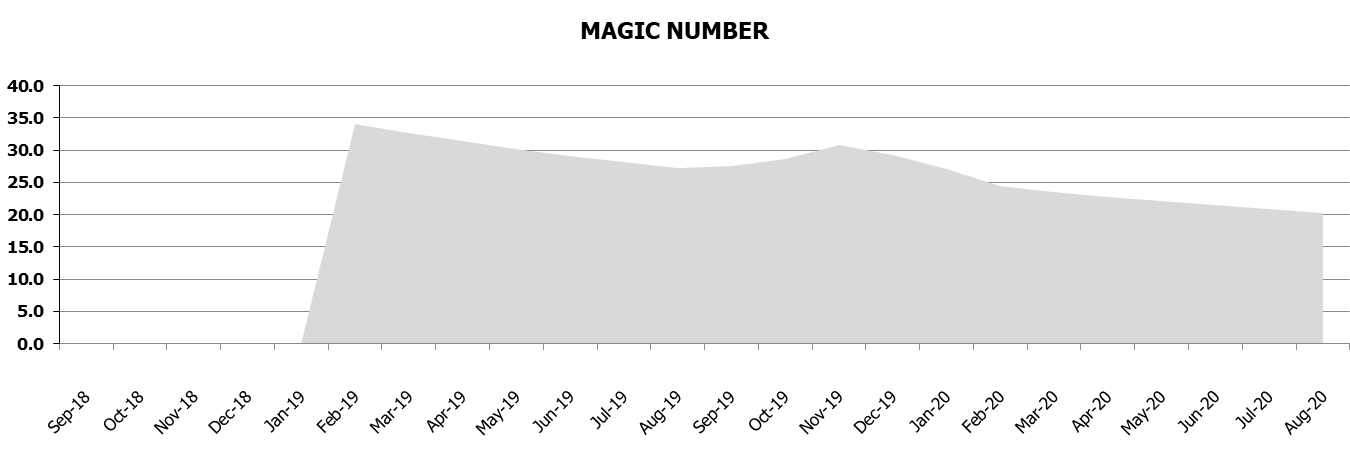 MAGIC NUMBER
40.0
35.0
30.0
25.0
20.0
15.0
10.0
5.0
0.0
Sep-18
Oct-18
Nov-18
Dec-18
Jan-19
Feb-19
Mar-19
Apr-19
May-19
Jun-19
Jul-19
Aug-19
Sep-19
Oct-19
Nov-19
Dec-19
Jan-20
Feb-20
Mar-20
Apr-20
May-20
Jun-20
Jul-20
Aug-20